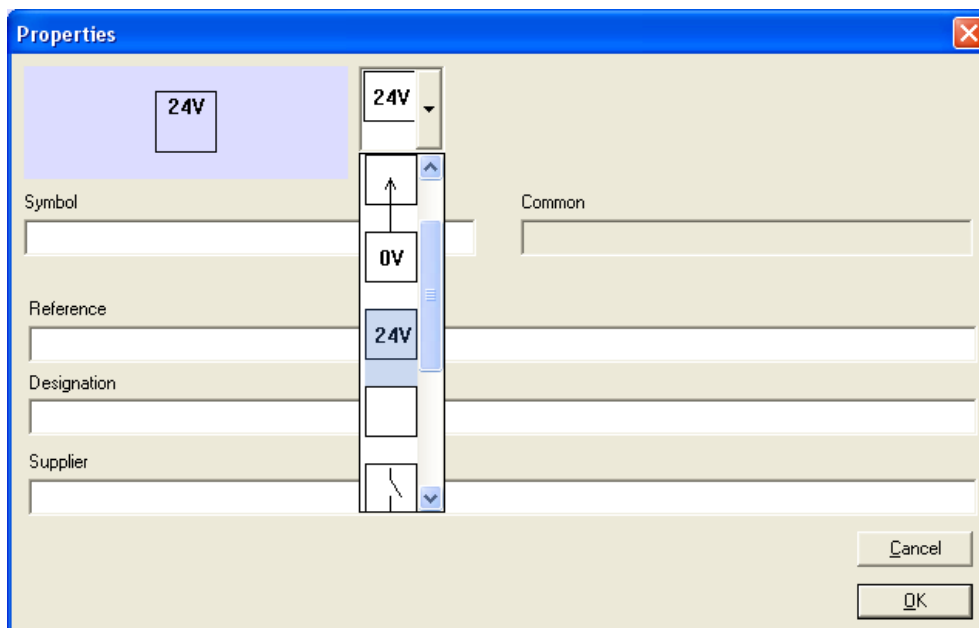 Properties
24V
24V
Symbol
Common
0V
Reference
24V
Designation
Supplier
Cancel
OK